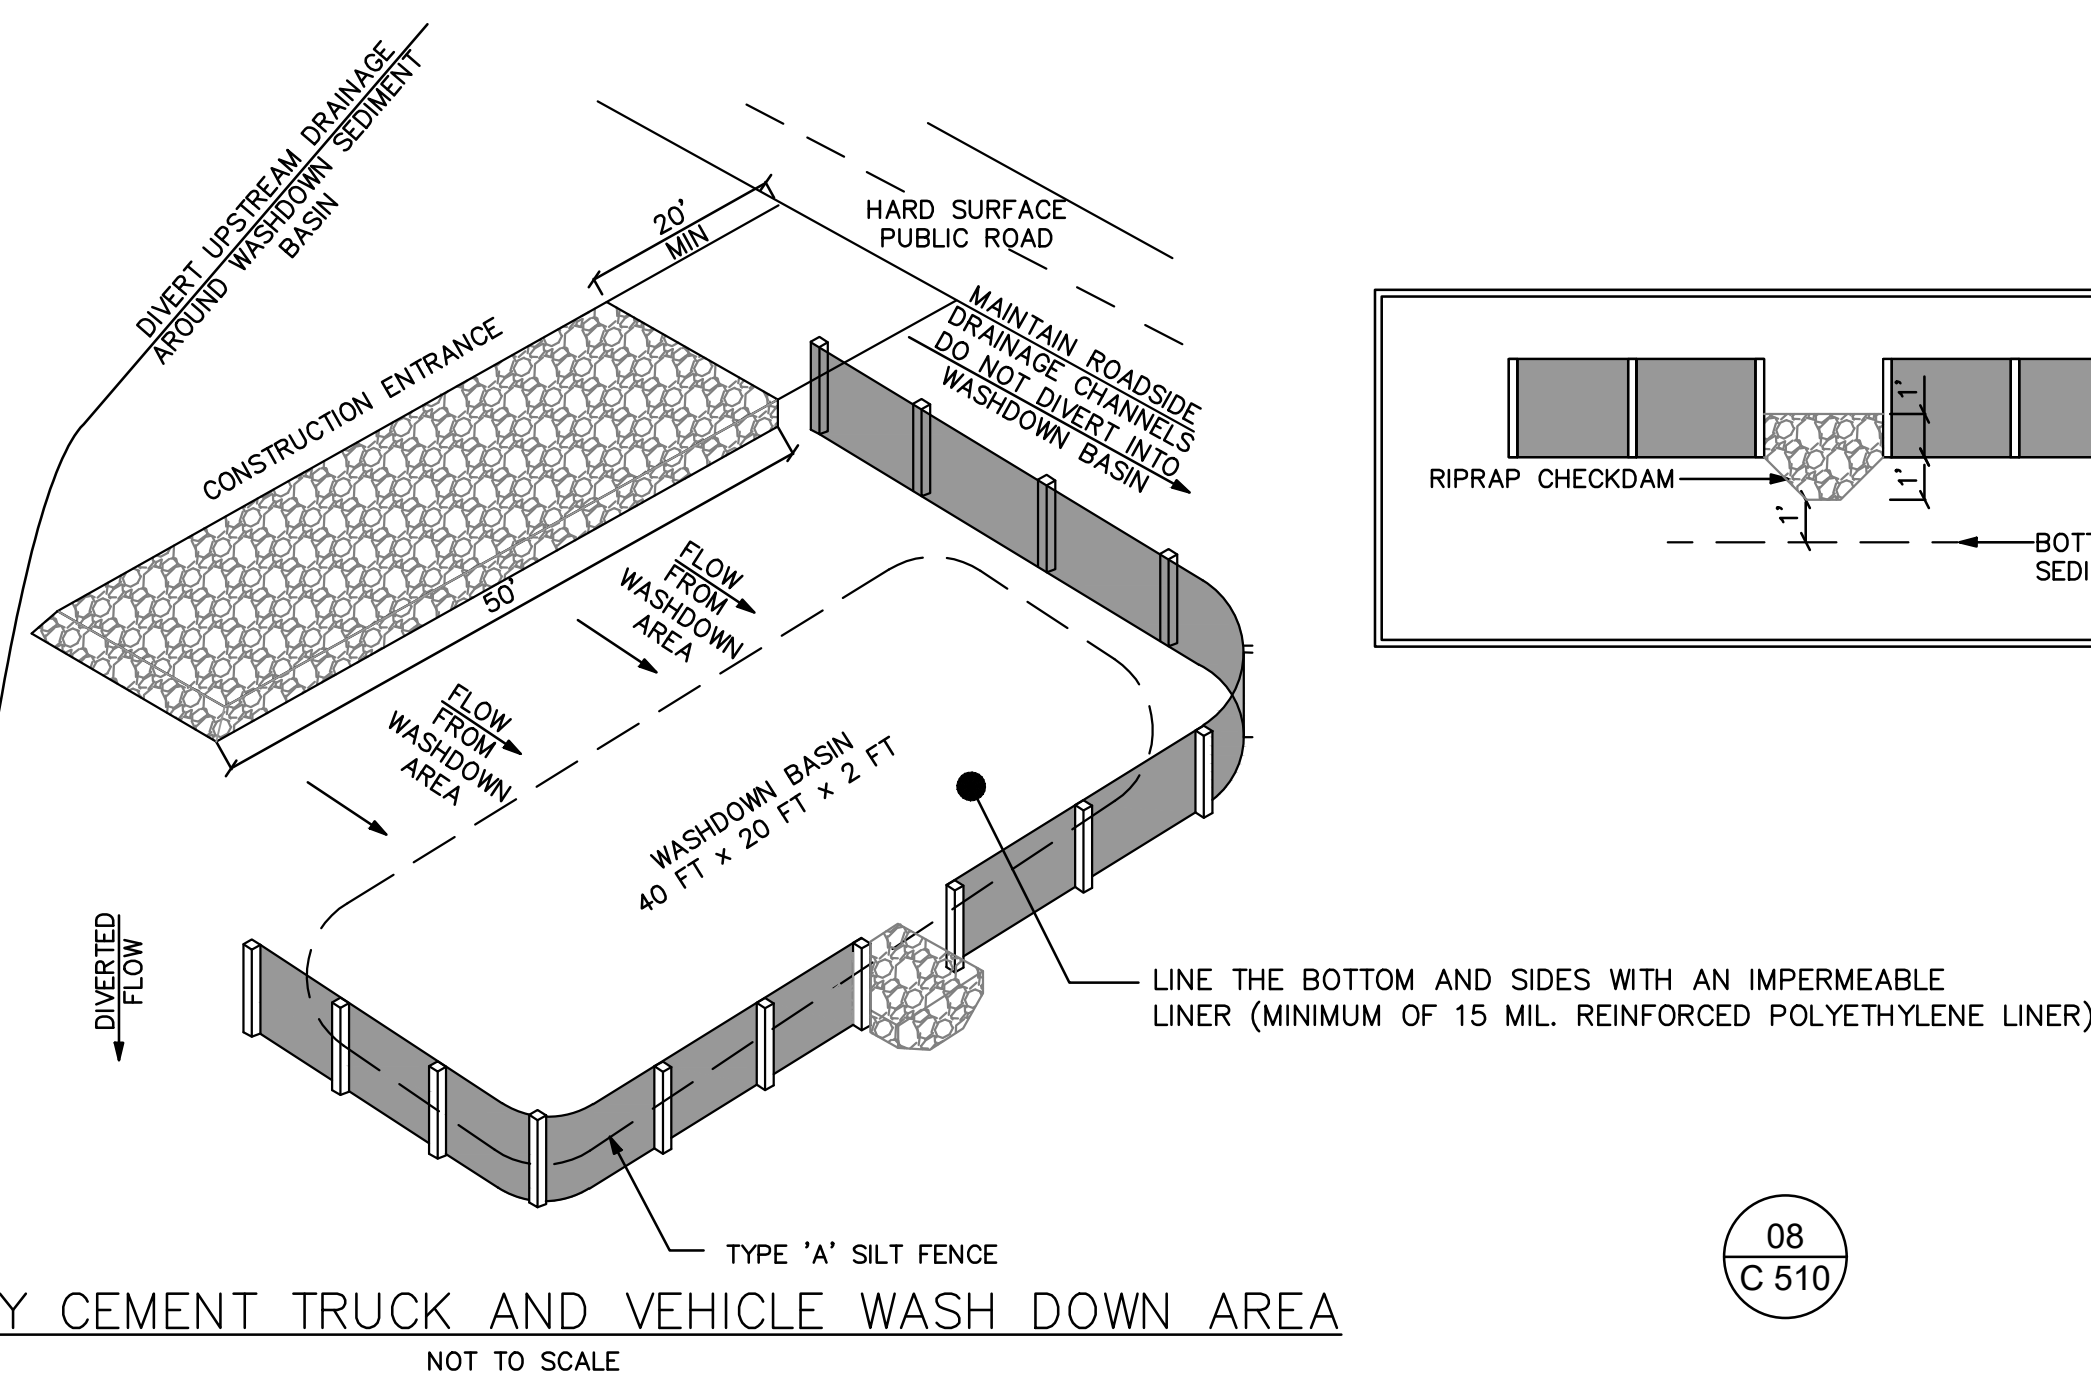 DIVERT UPSTREAM DRAINAGE
AROUND WASHDOWN SEDIMENT
BASIN
20'
MIN
HARD SURFACE
PUBLIC ROAD
CONSTRUCTION ENTRANCE
MAINTAIN ROADSIDE
DRAINAGE CHANNELS
DO NOT DIVERT INTO
WASHDOWN BASIN
50'
FLOW
FROM
WASHDOWN
AREA
FLOW
FROM
WASHDOWN
AREA
WASHDOWN BASIN
40 FT x 20 FT x 2 FT
DIVERTED
FLOW
LINE THE BOTTOM AND SIDES WITH AN IMPERMEABLE
LINER (MINIMUM OF 15 MIL. REINFORCED POLYETHYLENE LINER)
TYPE 'A' SILT FENCE
1'
RIPRAP CHECKDAM
1'
1'
BOTT
SEDI
08
C 510
Y CEMENT TRUCK AND VEHICLE WASH DOWN AREA
NOT TO SCALE